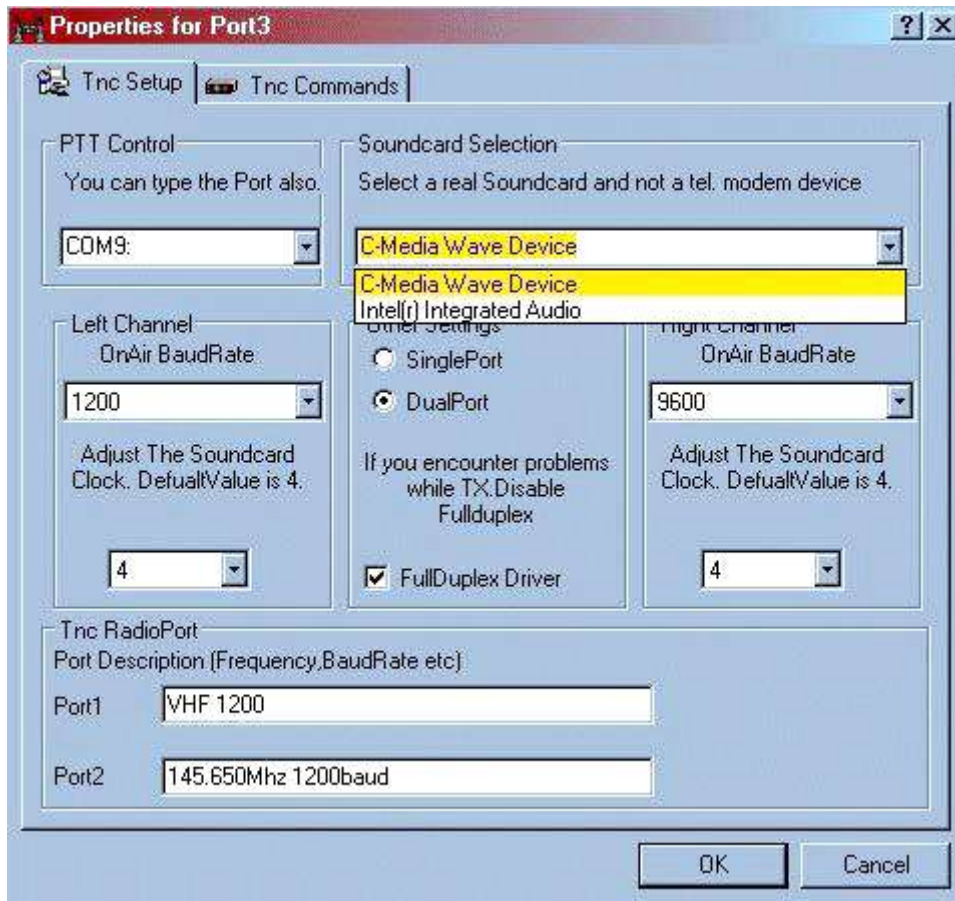 Properties for Port3
Tnc Setup
Tnc Commands
PTT Control
You can type the Port also.
COM9:
Soundcard Selection
Select a real Soundcard and not a tel. modem device
C-Media Wave Device
C-Media Wave Device
Intel(r) Integrated Audio
Left Channel
OnAir BaudRate
1200
Adjust The Soundcard
Clock. DefualtValue is 4.
4
Other Settings
SinglePort
DualPort
If you encounter problems
while TX.Disable
Fullduplex
FullDuplex Driver
Right Channel
OnAir BaudRate
9600
Adjust The Soundcard
Clock. DefualtValue is 4.
4
Tnc RadioPort
Port Description (Frequency,BaudRate etc)
Port1 VHF 1200
Port2 145.650Mhz 1200baud
OK Cancel